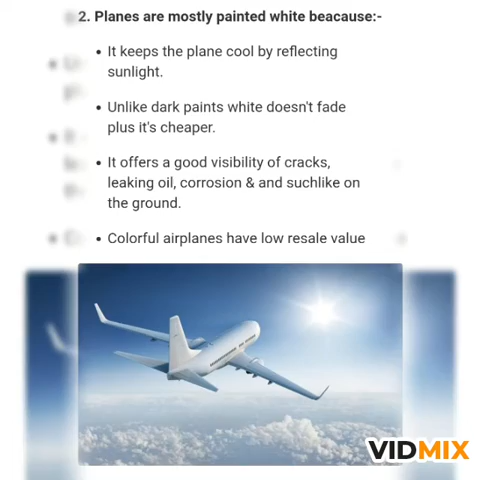 2. Planes are mostly painted white beacause:-
• It keeps the plane cool by reflecting
sunlight.
• Unlike dark paints white doesn't fade
plus it's cheaper.
• It offers a good visibility of cracks,
leaking oil, corrosion & and suchlike on
the ground.
• Colorful airplanes have low resale value
VIDMIX